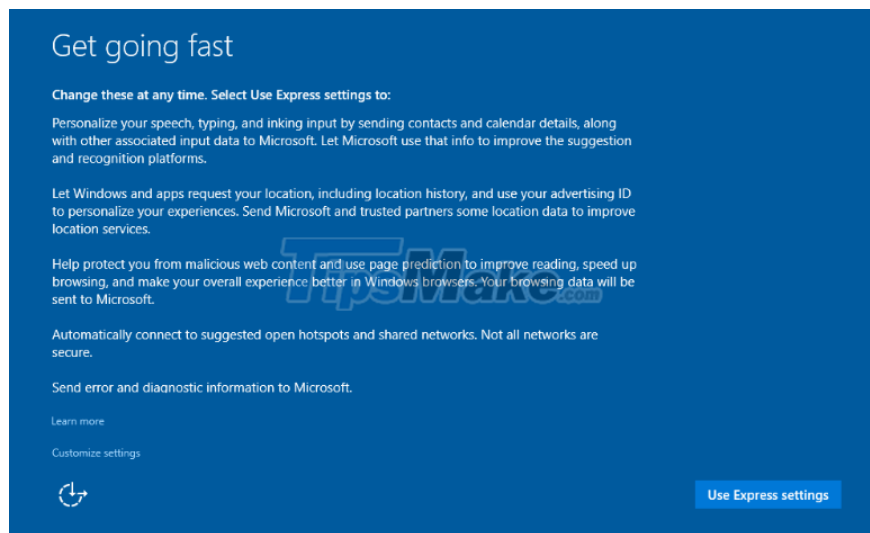 Get going fast
Change these at any time. Select Use Express settings to:
Personalize your speech, typing, and inking input by sending contacts and calendar details, along
with other associated input data to Microsoft. Let Microsoft use that info to improve the suggestion
and recognition platforms.
Let Windows and apps request your location, including location history, and use your advertising ID
to personalize your experiences. Send Microsoft and trusted partners some location data to improve
location services.
Help protect you from malicious web content and use page prediction to improve reading, speed up
browsing, and make your overall experience better in Windows browsers. Your browsing data will be
sent to Microsoft.
TipsMake.com
Automatically connect to suggested open hotspots and shared networks. Not all networks are
secure.
Send error and diagnostic information to Microsoft.
Learn more
Customize settings
Use Express settings